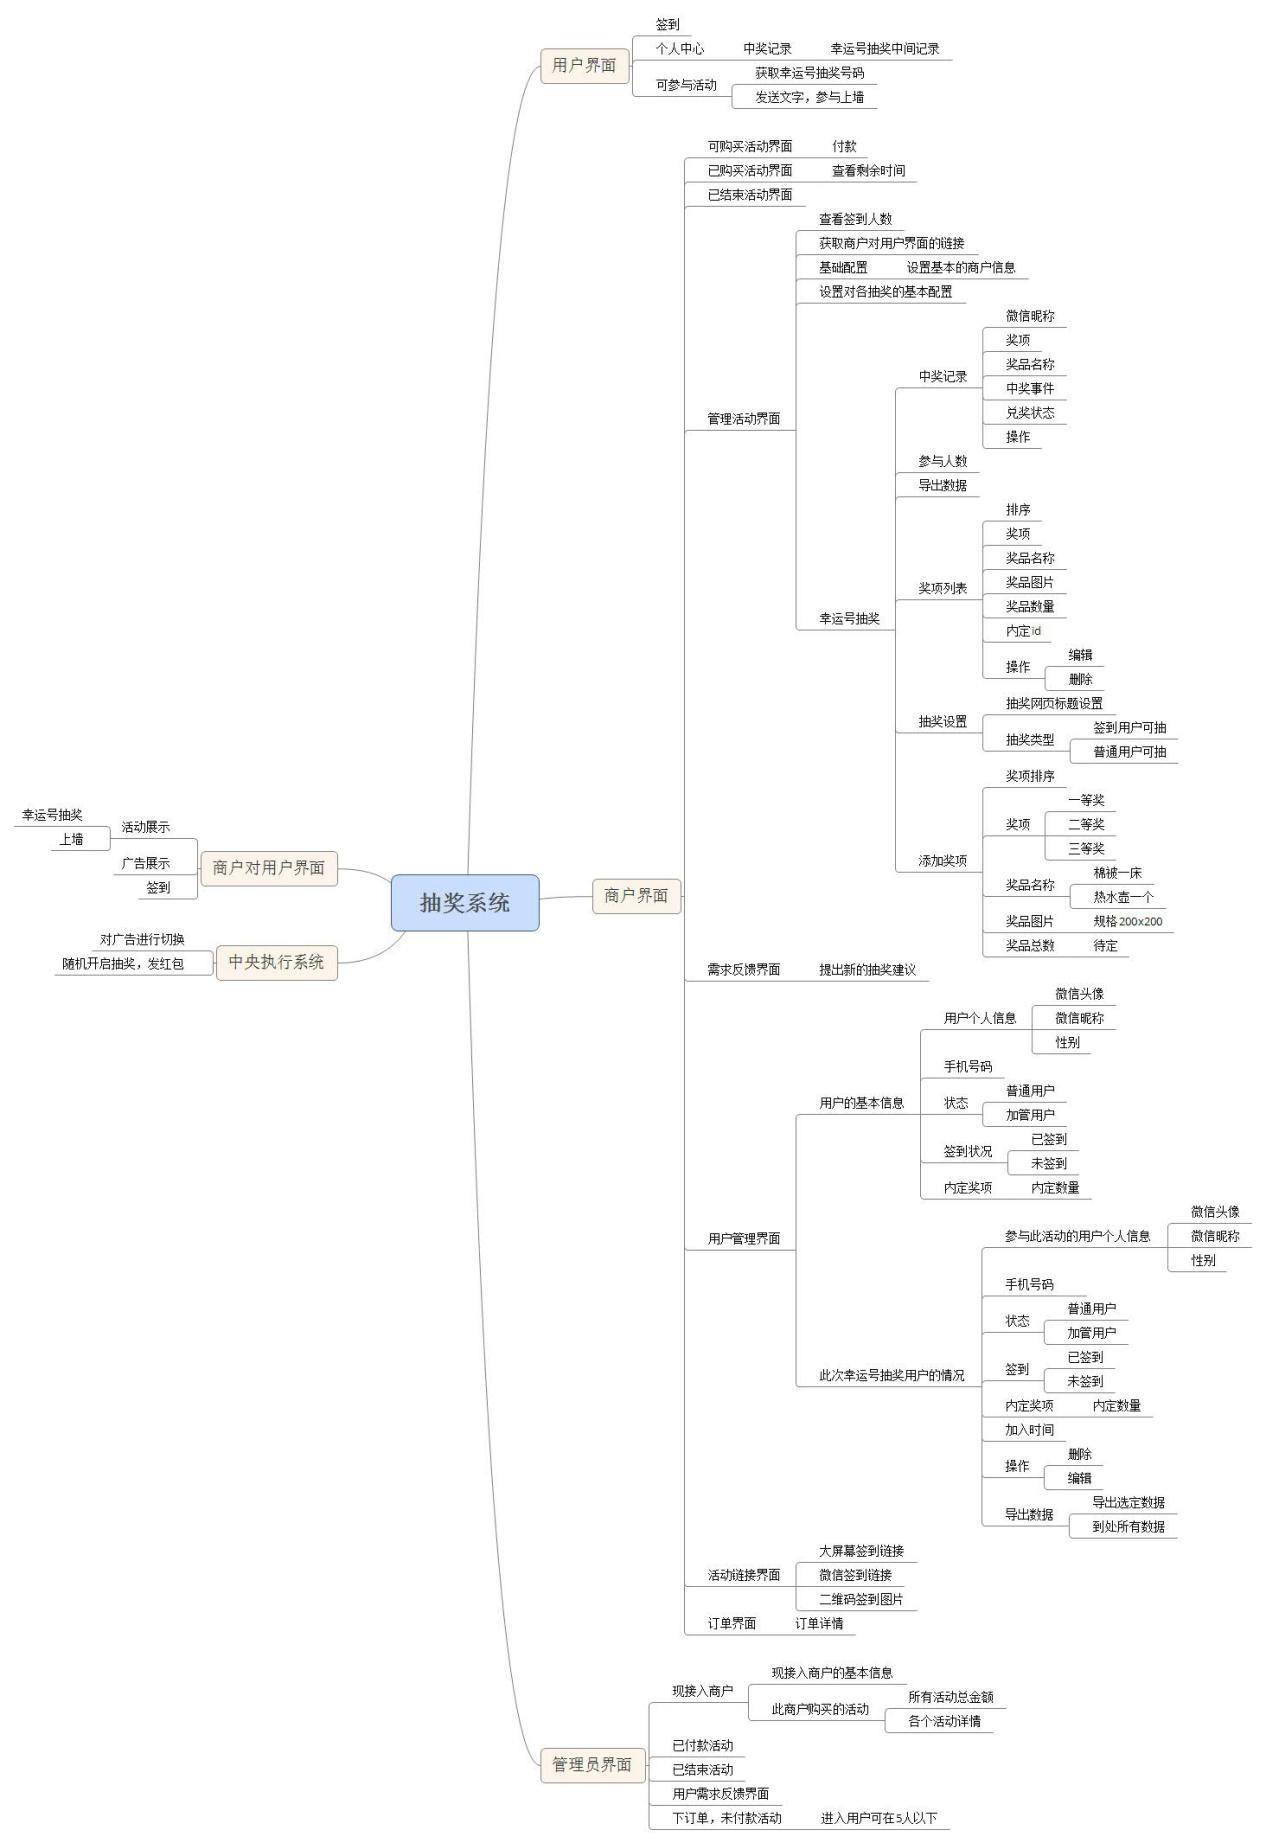 签到
个人中心
中奖记录
幸运号抽奖中间记录
用户界面
获取幸运号抽奖号码
可参与活动
发送文字，参与上墙
可购买活动界面
付款
已购买活动界面
查看剩余时间
已结束活动界面
查看签到人数
获取商户对用户界面的链接
基础配置
设置基本的商户信息
设置对各抽奖的基本配置
微信昵称
奖项
奖品名称
中奖记录
中奖事件
兑奖状态
管理活动界面
操作
参与人数
导出数据
排序
奖项
奖品名称
奖品图片
奖项列表
奖品数量
幸运号抽奖
内定id
编辑
操作
删除
抽奖网页标题设置
抽奖设置
签到用户可抽
抽奖类型
普通用户可抽
奖项排序
一等奖
奖项
二等奖
三等奖
添加奖项
棉被一床
奖品名称
热水壶一个
奖品图片
规格200x200
奖品总数
待定
幸运号抽奖
活动展示
上墙
广告展示
商户对用户界面
签到
抽奖系统
商户界面
对广告进行切换
中央执行系统
随机开启抽奖，发红包
需求反馈界面
提出新的抽奖建议
微信头像
用户个人信息
微信昵称
性别
手机号码
用户的基本信息
普通用户
状态
加管用户
已签到
签到状况
未签到
内定奖项
内定数量
用户管理界面
微信头像
参与此活动的用户个人信息
微信昵称
性别
手机号码
普通用户
状态
加管用户
此次幸运号抽奖用户的情况
已签到
签到
未签到
内定奖项
内定数量
加入时间
删除
操作
编辑
导出选定数据
导出数据
到处所有数据
大屏幕签到链接
活动链接界面
微信签到链接
二维码签到图片
订单界面
订单详情
现接入商户的基本信息
现接入商户
所有活动总金额
此商户购买的活动
各个活动详情
已付款活动
管理员界面
已结束活动
用户需求反馈界面
下订单，未付款活动
进入用户可在5人以下